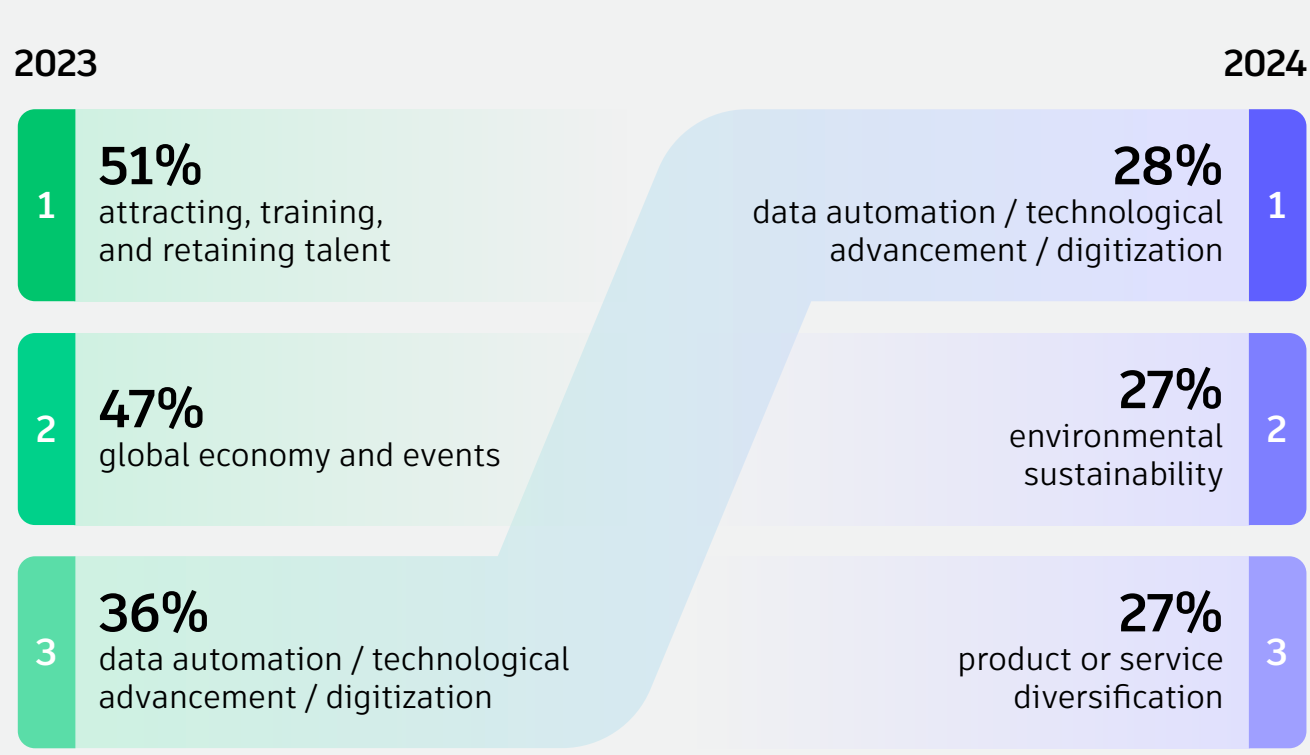 2023
2024
1
51%
attracting, training,
and retaining talent
28%
data automation / technological
advancement / digitization
1
2
47%
global economy and events
27%
environmental
sustainability
2
3
36%
data automation / technological
advancement / digitization
27%
product or service
diversification
3